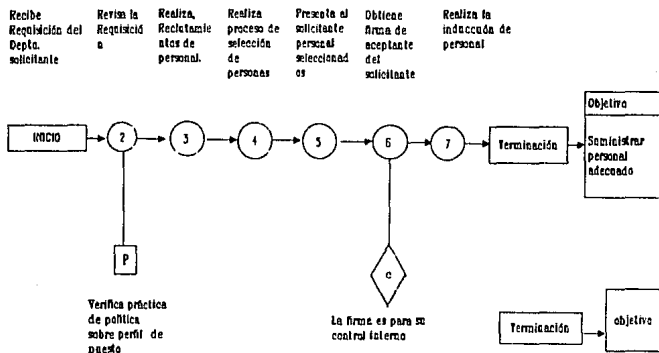 Recibe
Requisición del
Depto.
solicitante
Revisa la
Requisició
n
Realiza,
Reclutamie
ntos de
personal.
Realiza
proceso de
selección
de
personas
Presenta al
solicitante
personal
seleccionad
os
Obtiene
firma de
aceptante
del
solicitante
Realiza la
induccuón de
personal
INICIO
2
3
4
5
6
7
Terminación
Objetivo
Suministrar
personal
adecuado
P
c
Verifica práctica
de política
sobre perfil de
puesto
La firma es para su
control interno
Terminación
objetivo